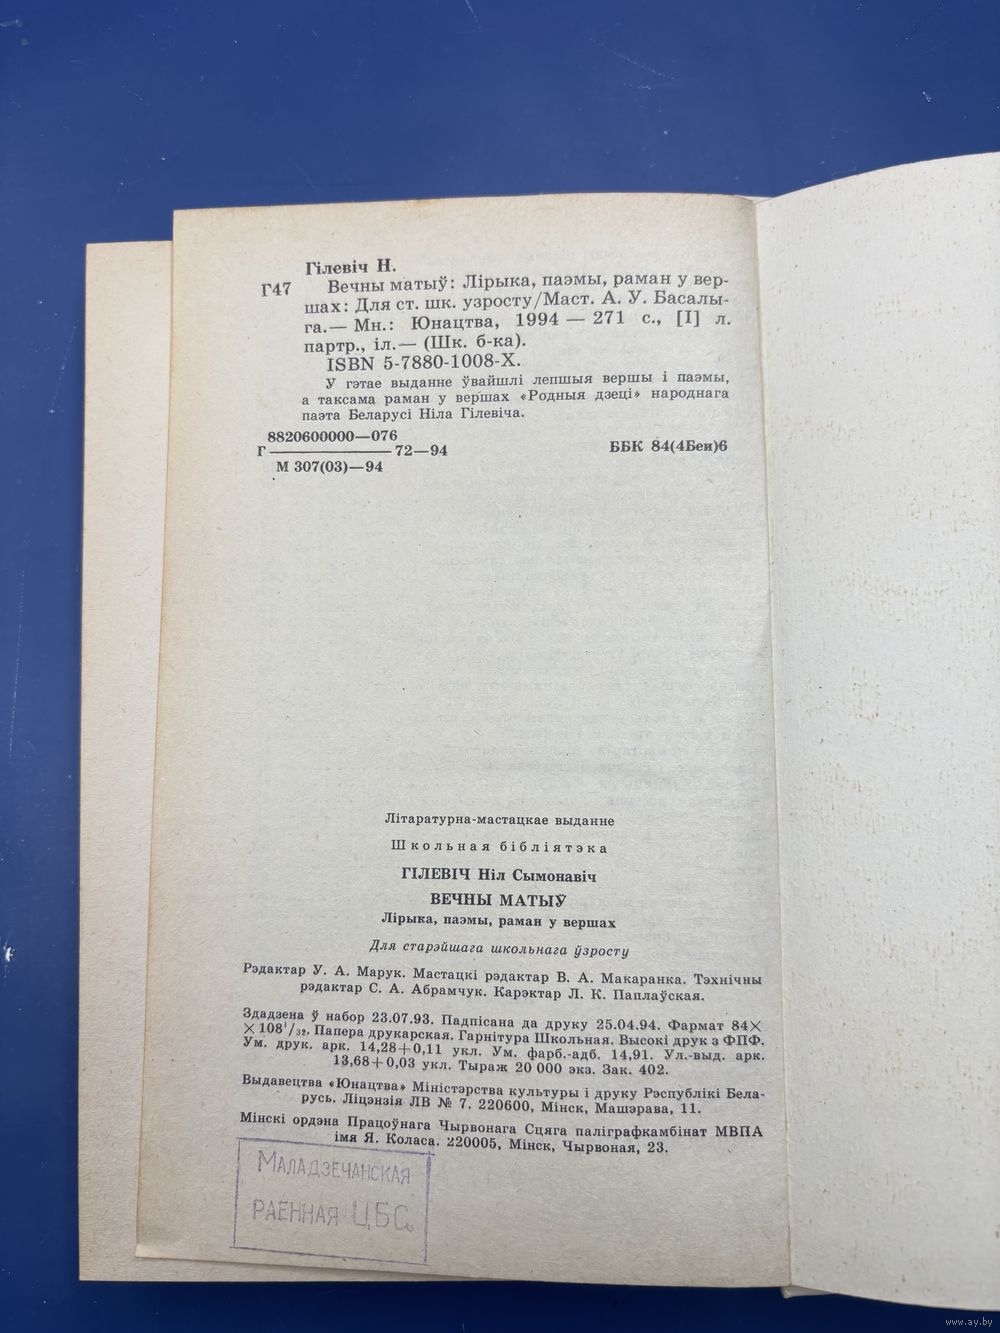 Гілевіч Н.
Г47 Вечны матыў: Лірыка, паэмы, раман у вер-
шах: Для ст. шк. узросту/Маст. А. У. Басалы-
га.— Мн.: Юнацтва, 1994 — 271 с., [I] л.
партр., іл.— (Шк. б-ка).
ISBN 5-7880-1008-X.
У гэтае выданне ўвайшлі лепшыя вершы і паэмы,
а таксама раман у вершах «Родныя дзеці» народнага
паэта Беларусі Ніла Гілевіча.
8820600000—076
Г 72—94 ББК 84(4Беи)6
М 307(03)—94
Літаратурна-мастацкае выданне
Школьная бібліятэка
ГІЛЕВІЧ Ніл Сымонавіч
ВЕЧНЫ МАТЫЎ
Лірыка, паэмы, раман у вершах
Для старэйшага школьнага ўзросту
Рэдактар У. А. Марук. Мастацкі рэдактар В. А. Макаранка. Тэхнічны
рэдактар С. А. Абрамчук. Карэктар Л. К. Паплаўская.
Здадзена ў набор 23.07.93. Падпісана да друку 25.04.94. Фармат 84×
×108¹/₃₂. Папера друкарская. Гарнітура Школьная. Высокі друк з ФПФ.
Ум. друк. арк. 14,28+0,11 укл. Ум. фарб.-адб. 14,91. Ул.-выд. арк.
13,68+0,03 укл. Тыраж 20 000 экз. Зак. 402.
Выдавецтва «Юнацтва» Міністэрства культуры і друку Рэспублікі Бела-
русь. Ліцэнзія ЛВ № 7. 220600, Мінск, Машэрава, 11.
Мінскі ордэна Працоўнага Чырвонага Сцяга паліграфкамбінат МВПА
імя Я. Коласа. 220005, Мінск, Чырвоная, 23.
МАЛАДЗЕЧАНСКАЯ
РАЕННАЯ ЦБС
www.ay.by